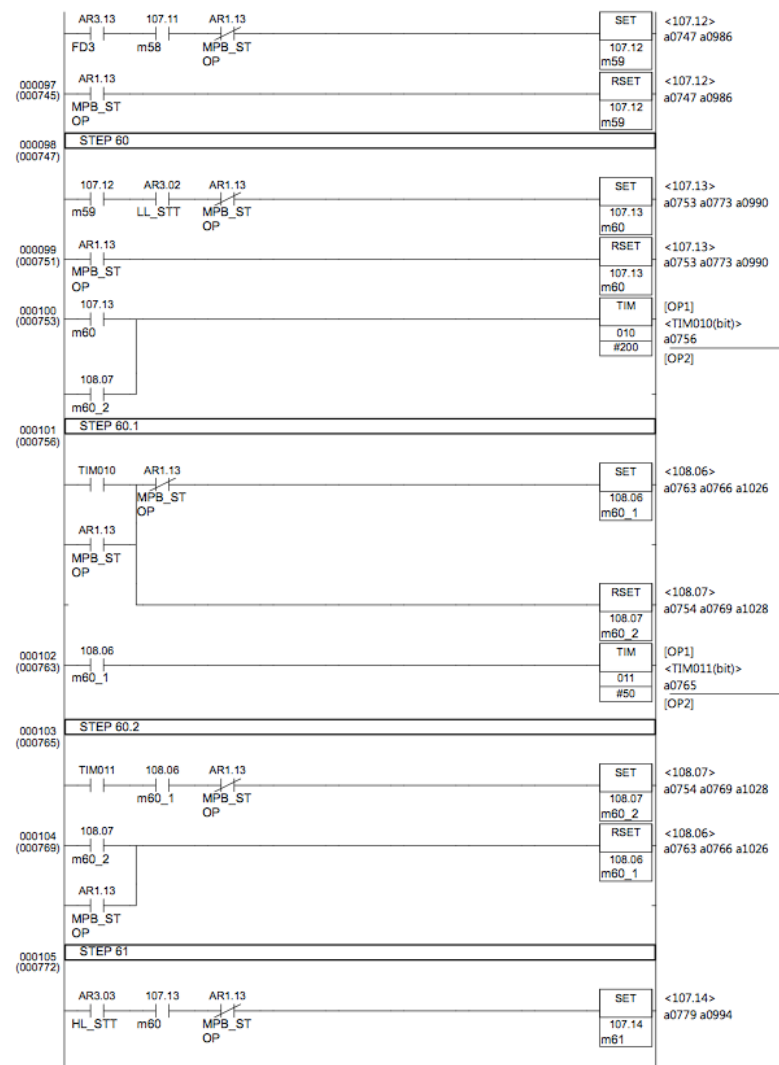 AR3.13 107.11 AR1.13 SET <107.12>
a0747 a0986
FD3 m58 MPB_ST
OP
107.12
m59
000097
(000745)
AR1.13 RSET <107.12>
a0747 a0986
MPB_ST
OP
107.12
m59
000098
(000747)
STEP 60
107.12 AR3.02 AR1.13 SET <107.13>
a0753 a0773 a0990
m59 LL_STT MPB_ST
OP
107.13
m60
000099
(000751)
AR1.13 RSET <107.13>
a0753 a0773 a0990
MPB_ST
OP
107.13
m60
000100
(000753)
107.13 TIM [OP1]
m60 010 <TIM010(bit)>
#200 a0756
[OP2]
108.07
m60_2
000101
(000756)
STEP 60.1
TIM010 AR1.13 SET <108.06>
a0763 a0766 a1026
MPB_ST
OP
108.06
m60_1
AR1.13
MPB_ST
OP
RSET <108.07>
a0754 a0769 a1028
108.07
m60_2
000102
(000763)
108.06 TIM [OP1]
m60_1 011 <TIM011(bit)>
#50 a0765
[OP2]
000103
(000765)
STEP 60.2
TIM011 108.06 AR1.13 SET <108.07>
a0754 a0769 a1028
m60_1 MPB_ST
OP
108.07
m60_2
000104
(000769)
108.07 RSET <108.06>
a0763 a0766 a1026
m60_2 108.06
m60_1
AR1.13
MPB_ST
OP
000105
(000772)
STEP 61
AR3.03 107.13 AR1.13 SET <107.14>
a0779 a0994
HL_STT m60 MPB_ST
OP
107.14
m61